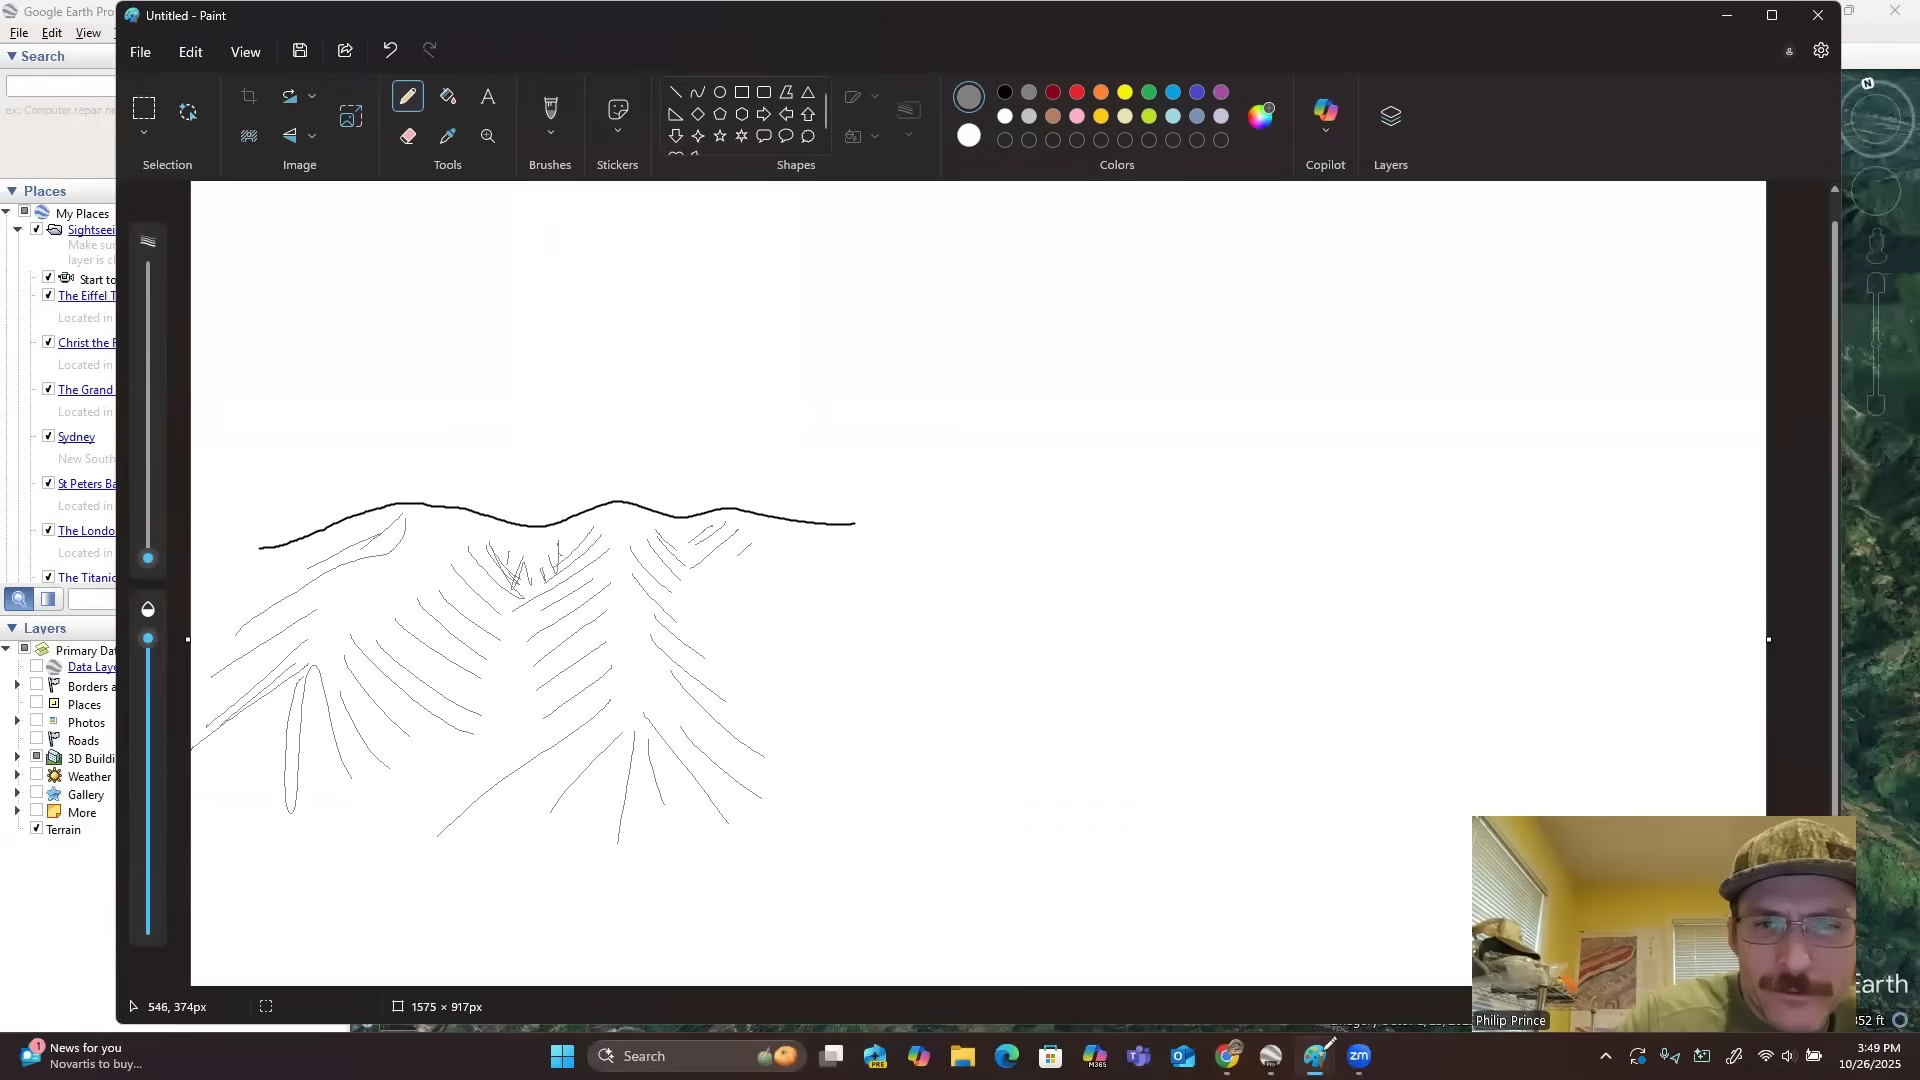 Google Earth Pro
Untitled - Paint
File Edit View
File Edit View
Search
ex: Computer repair ne
Selection
Image
Tools
Brushes
Stickers
Shapes
Colors
Copilot
Layers
Places
My Places
Sightseei
Make sur
layer is c
Start to
The Eiffel T
Located in
Christ the R
Located in
The Grand
Located in
Sydney
New South
St Peters Ba
Located in
The Londo
Located in
The Titanic
Layers
Primary Dat
Data Laye
Borders a
Places
Photos
Roads
3D Buildi
Weather
Gallery
More
Terrain
546, 374px
1575 × 917px
Philip Prince
Earth
352 ft
News for you
Novartis to buy...
Search
PRE
M365
zm
3:49 PM
10/26/2025